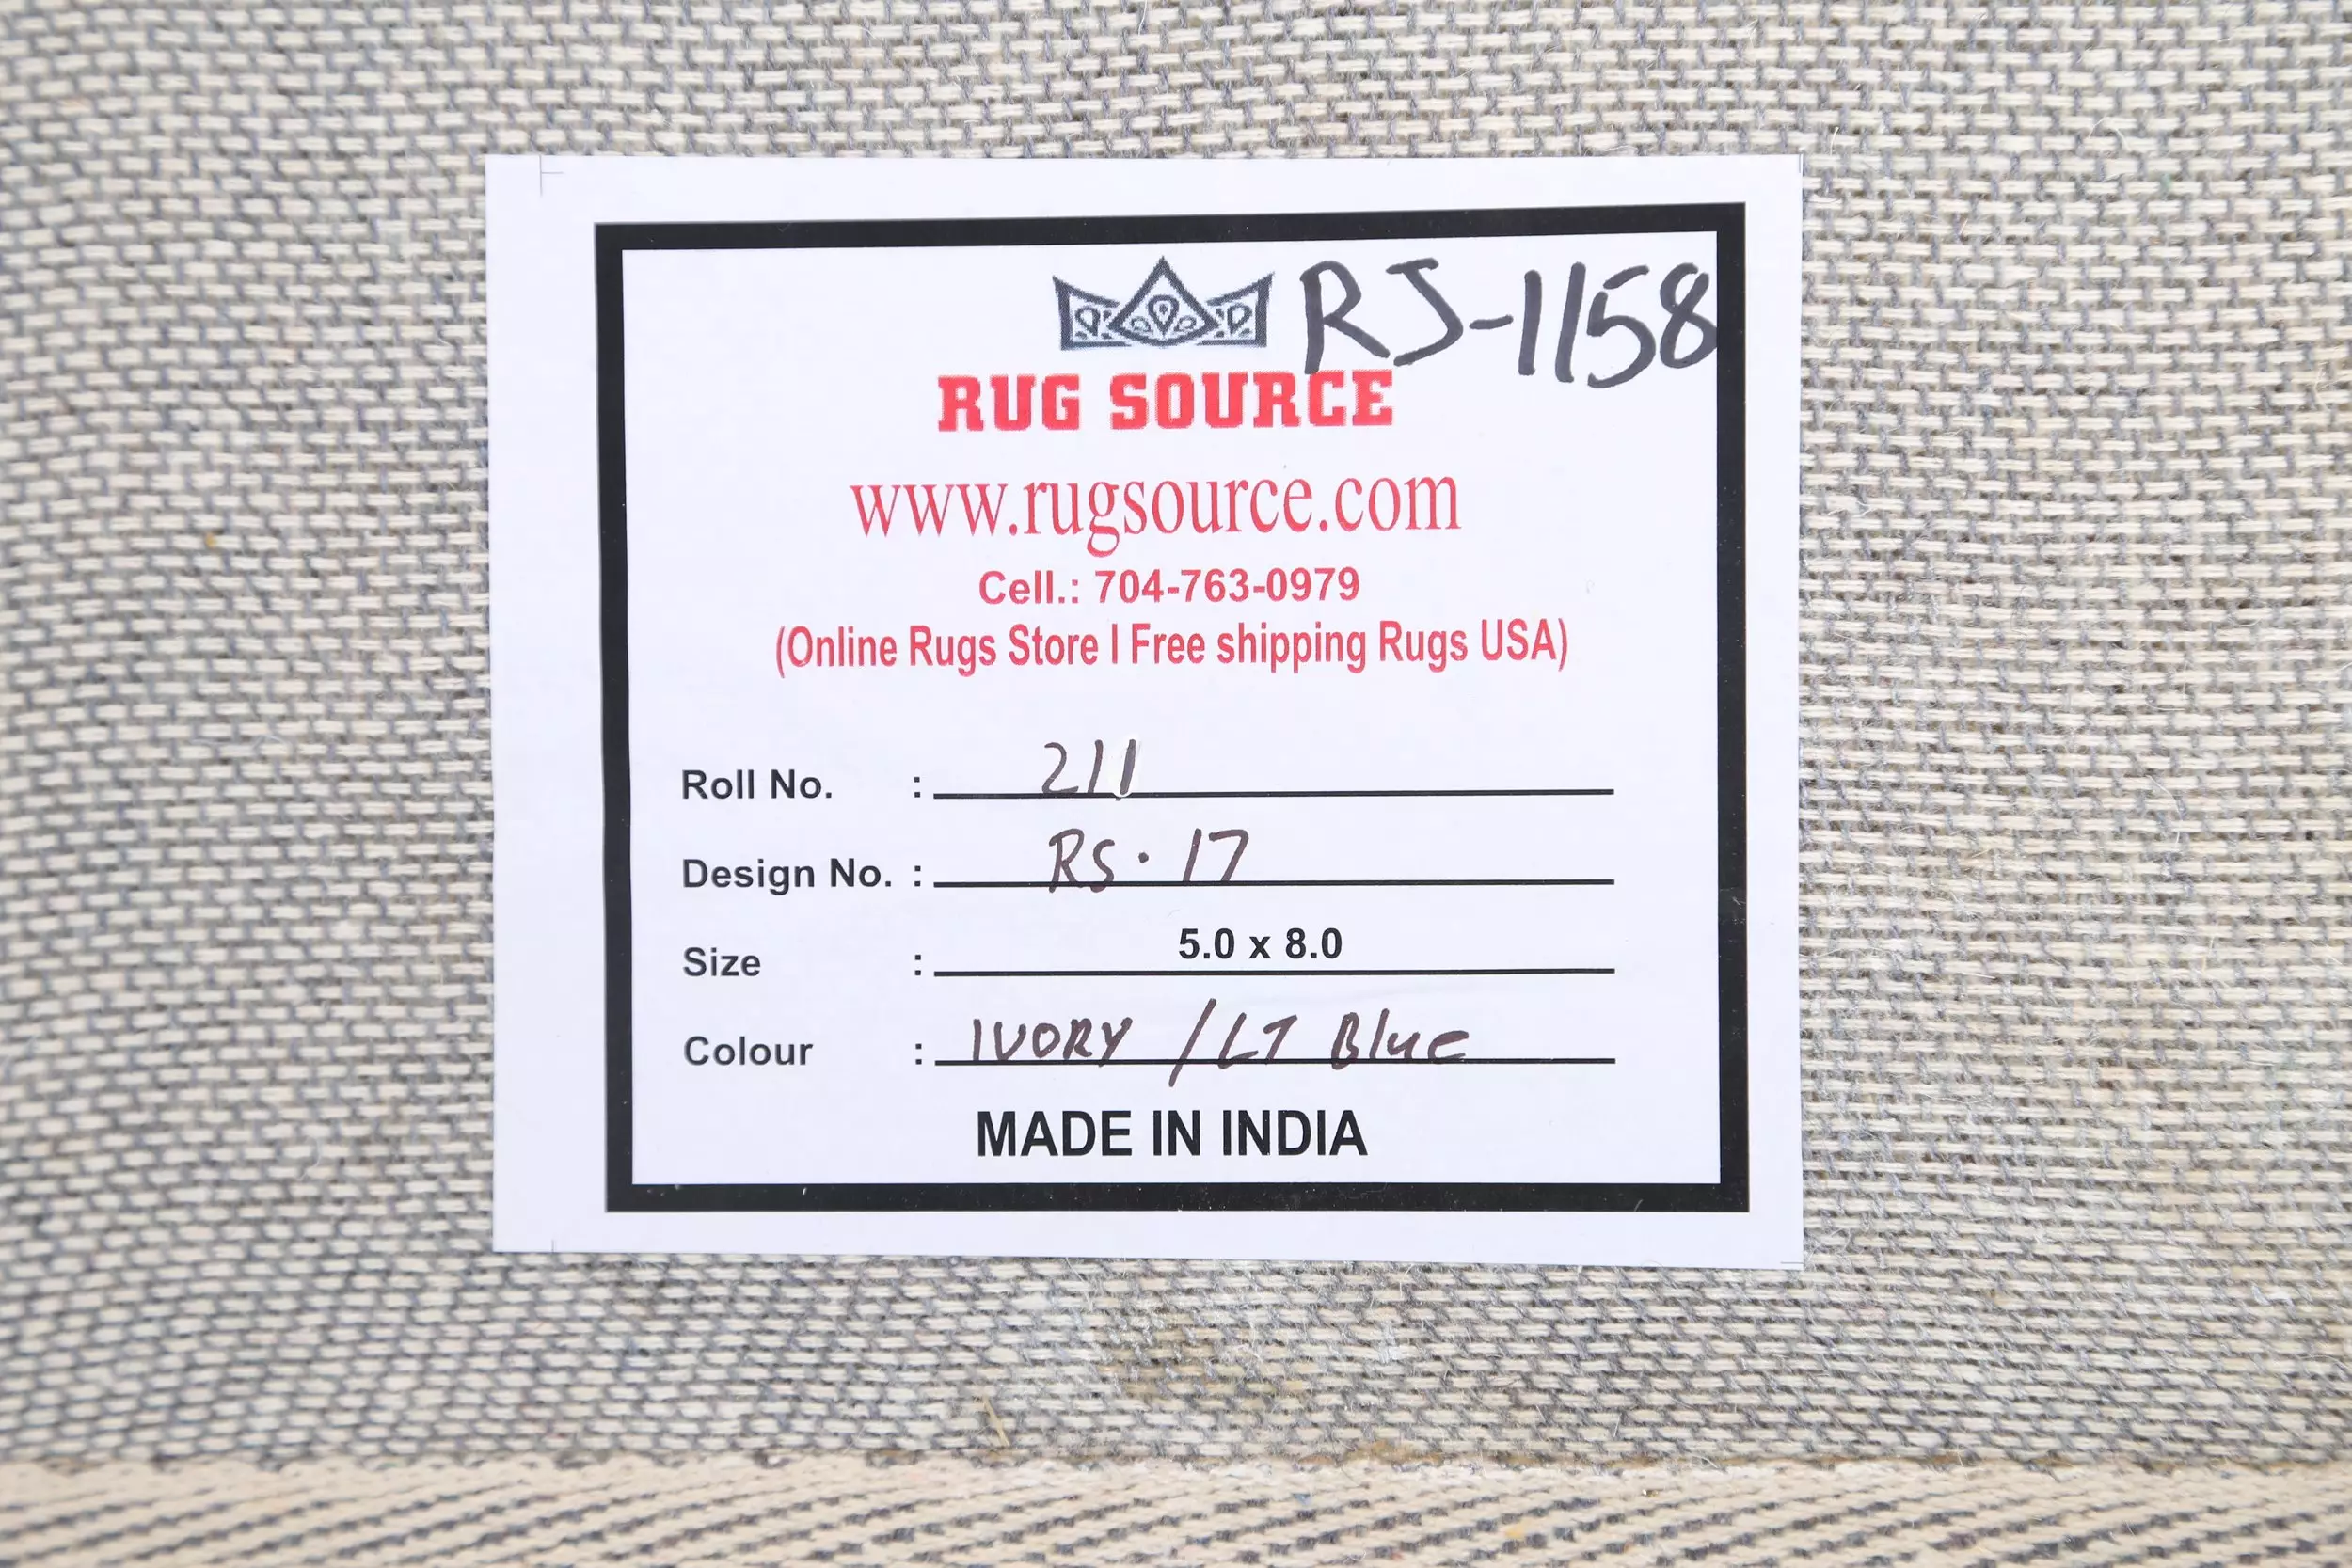 RJ-1158
RUG SOURCE
www.rugsource.com
Cell.: 704-763-0979
(Online Rugs Store I Free shipping Rugs USA)
Roll No. : 211
Design No. : RS·17
Size : 5.0 x 8.0
Colour : IVORY / LT Blue
MADE IN INDIA